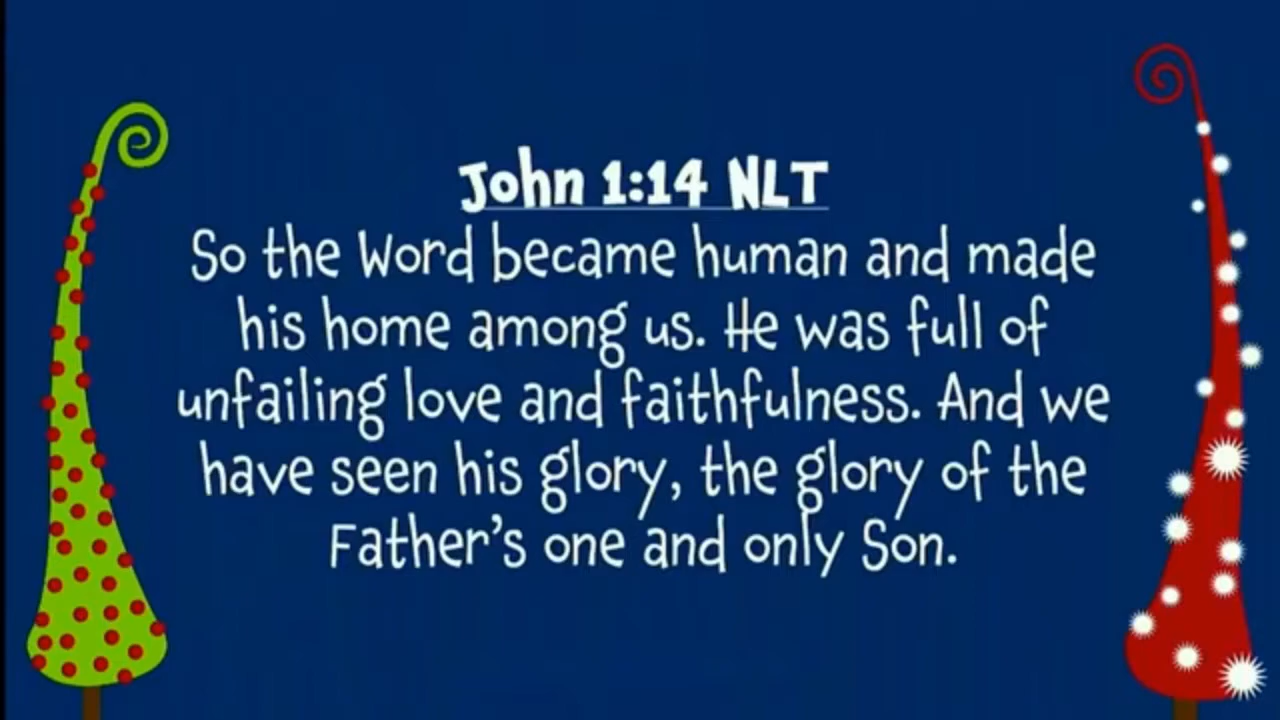 John 1:14 NLT
So the Word became human and made
his home among us. He was full of
unfailing love and faithfulness. And we
have seen his glory, the glory of the
Father’s one and only Son.